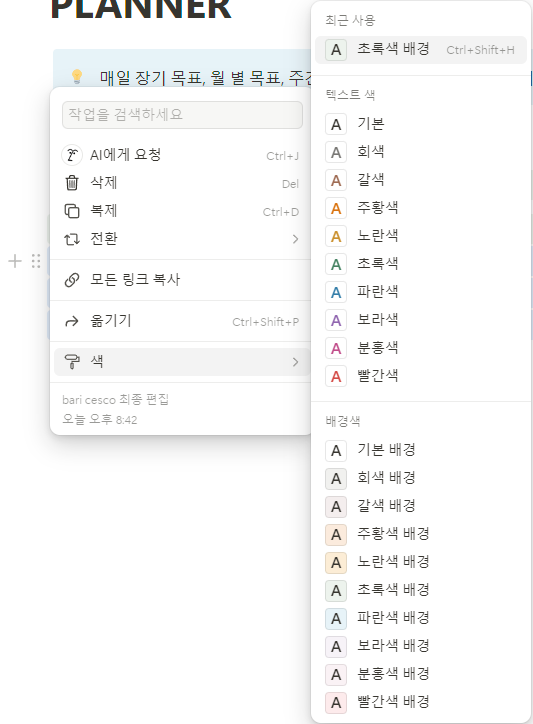 PLANNER
매일 장기 목표, 월 별 목표, 주간
작업을 검색하세요
AI에게 요청 Ctrl+J
삭제 Del
복제 Ctrl+D
전환
모든 링크 복사
옮기기 Ctrl+Shift+P
색
bari cesco 최종 편집
오늘 오후 8:42
최근 사용
A 초록색 배경 Ctrl+Shift+H
텍스트 색
A 기본
A 회색
A 갈색
A 주황색
A 노란색
A 초록색
A 파란색
A 보라색
A 분홍색
A 빨간색
배경색
A 기본 배경
A 회색 배경
A 갈색 배경
A 주황색 배경
A 노란색 배경
A 초록색 배경
A 파란색 배경
A 보라색 배경
A 분홍색 배경
A 빨간색 배경